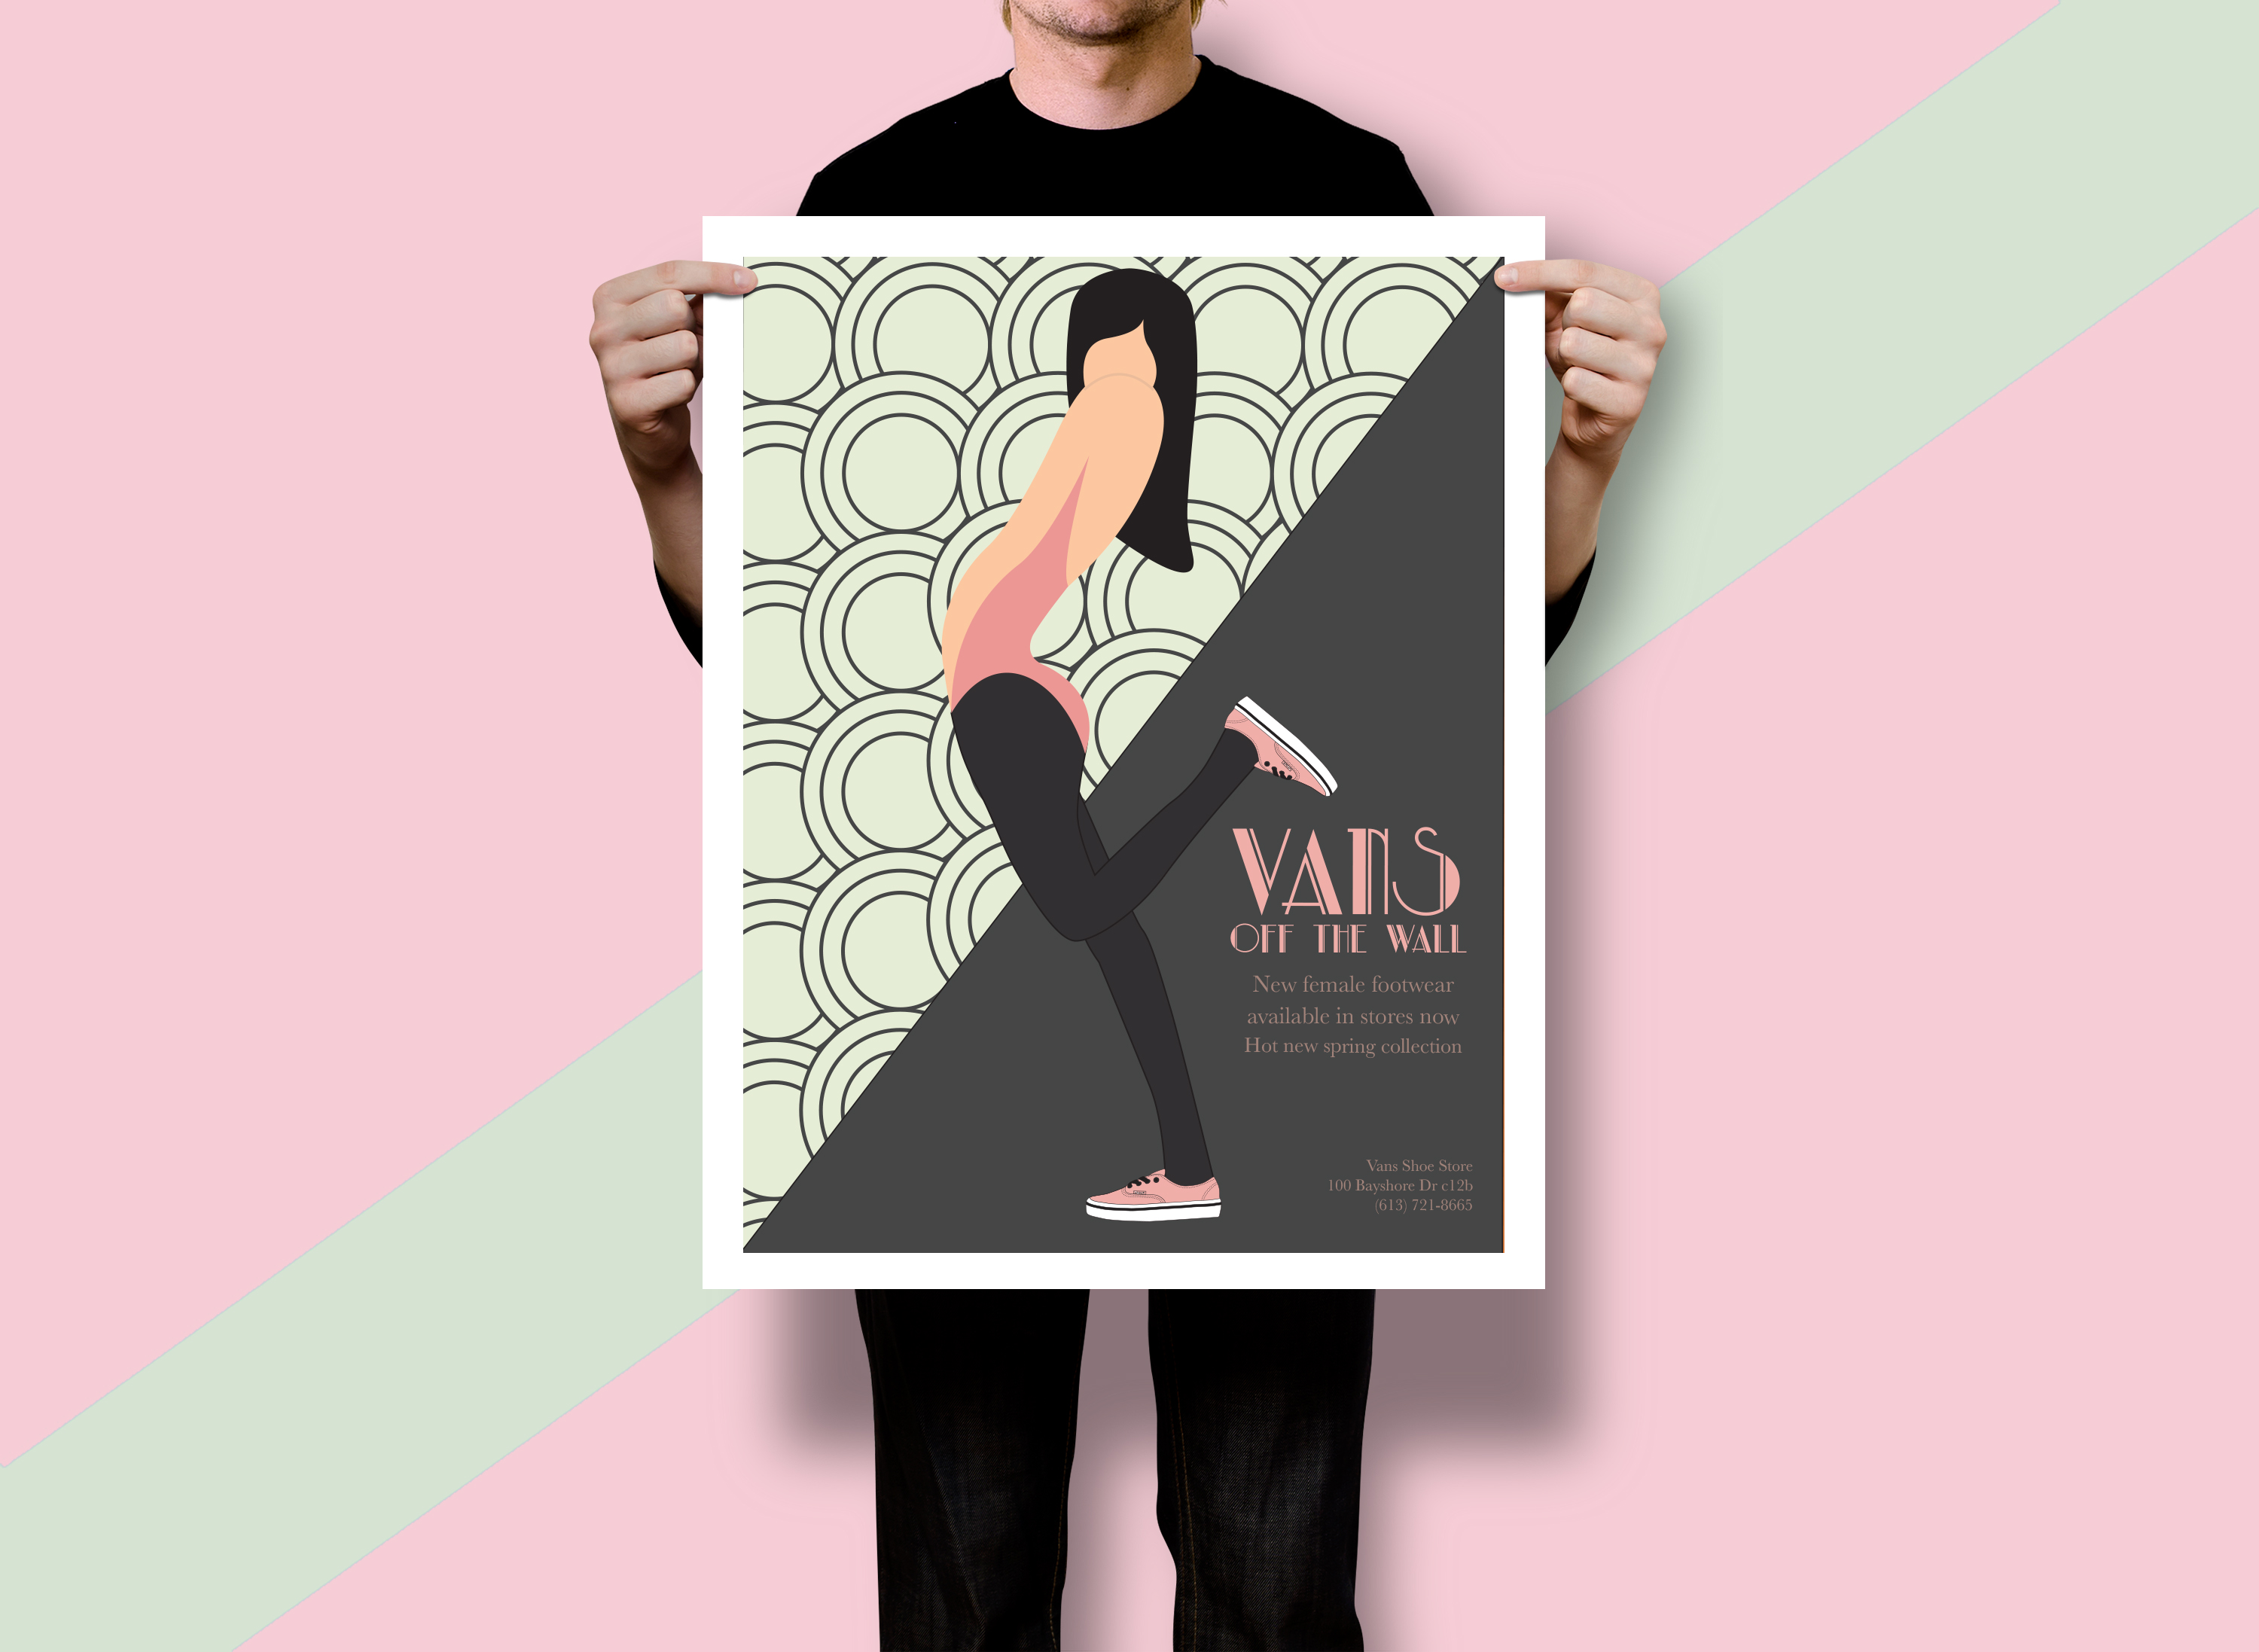 VANS
OFF THE WALL
New female footwear
available in stores now
Hot new spring collection
Vans Shoe Store
100 Bayshore Dr c12b
(613) 721-8665